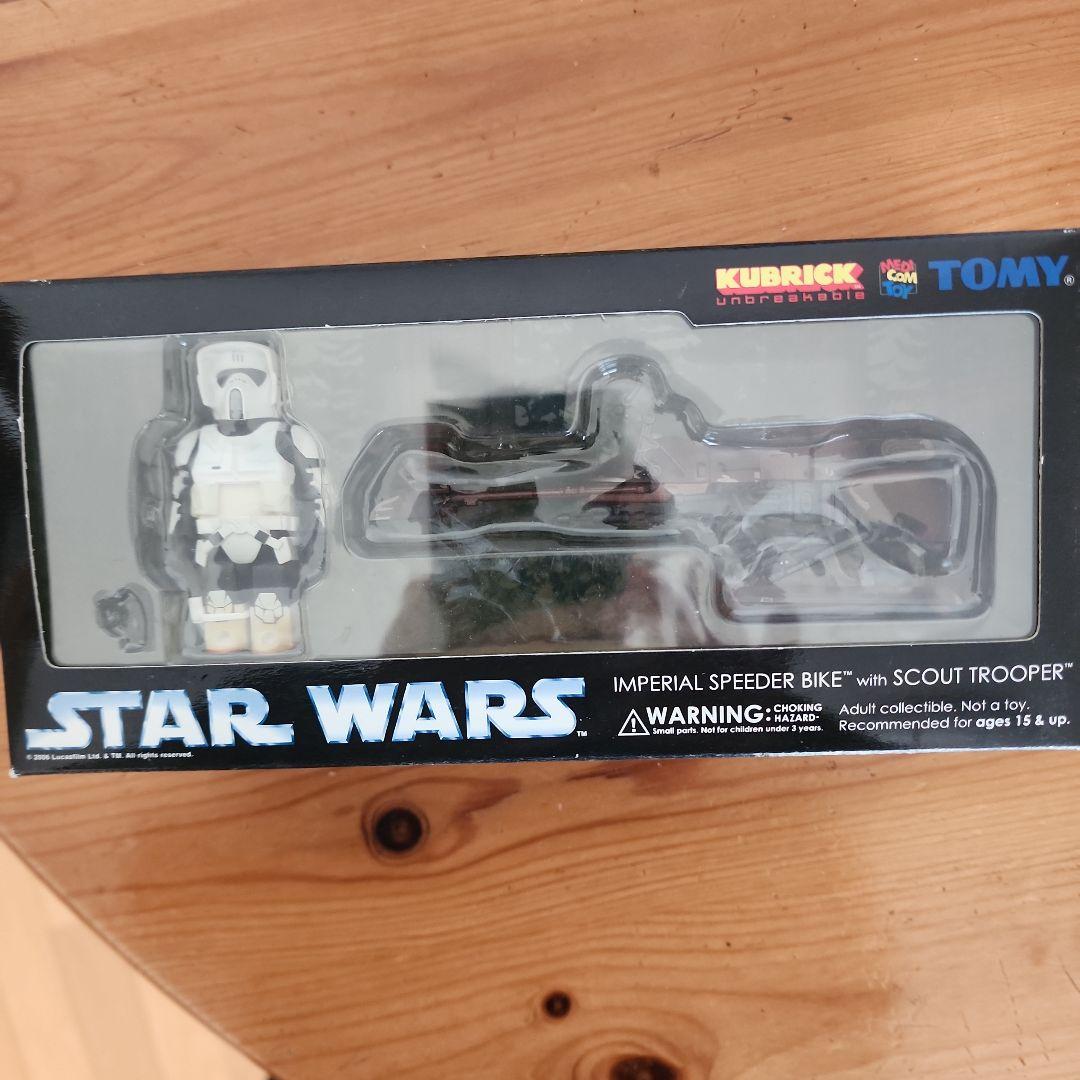 KUBRICK
unbreakable
MEDI
COM
TOY
TOMY®
STAR WARS™
© 2006 Lucasfilm Ltd. & TM. All rights reserved.
IMPERIAL SPEEDER BIKE™ with SCOUT TROOPER™
WARNING: CHOKING HAZARD-
Small parts. Not for children under 3 years.
Adult collectible. Not a toy.
Recommended for ages 15 & up.